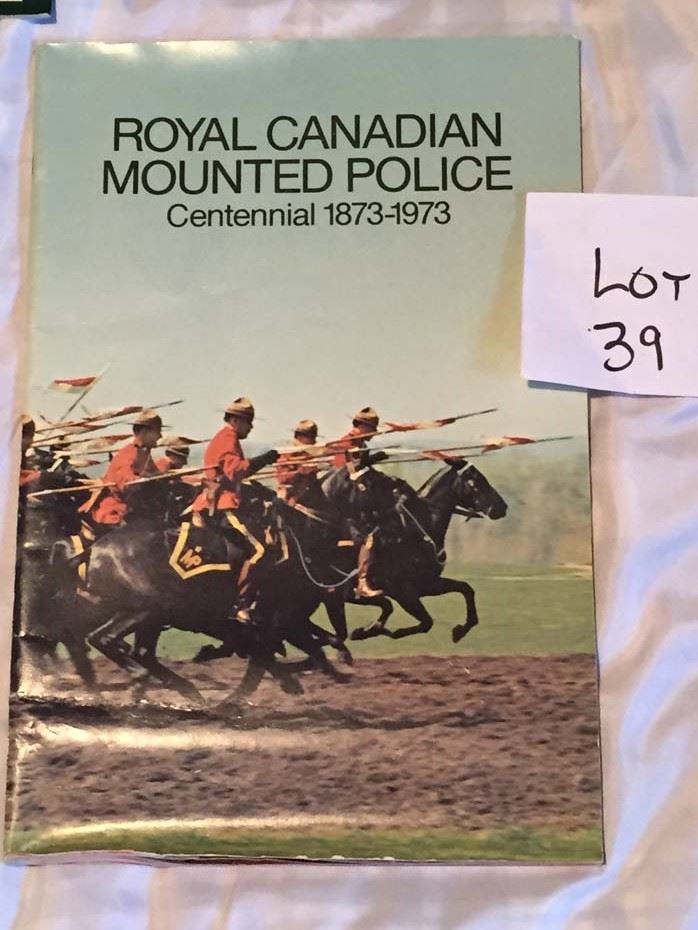 ROYAL CANADIAN
MOUNTED POLICE
Centennial 1873-1973
LOT
39